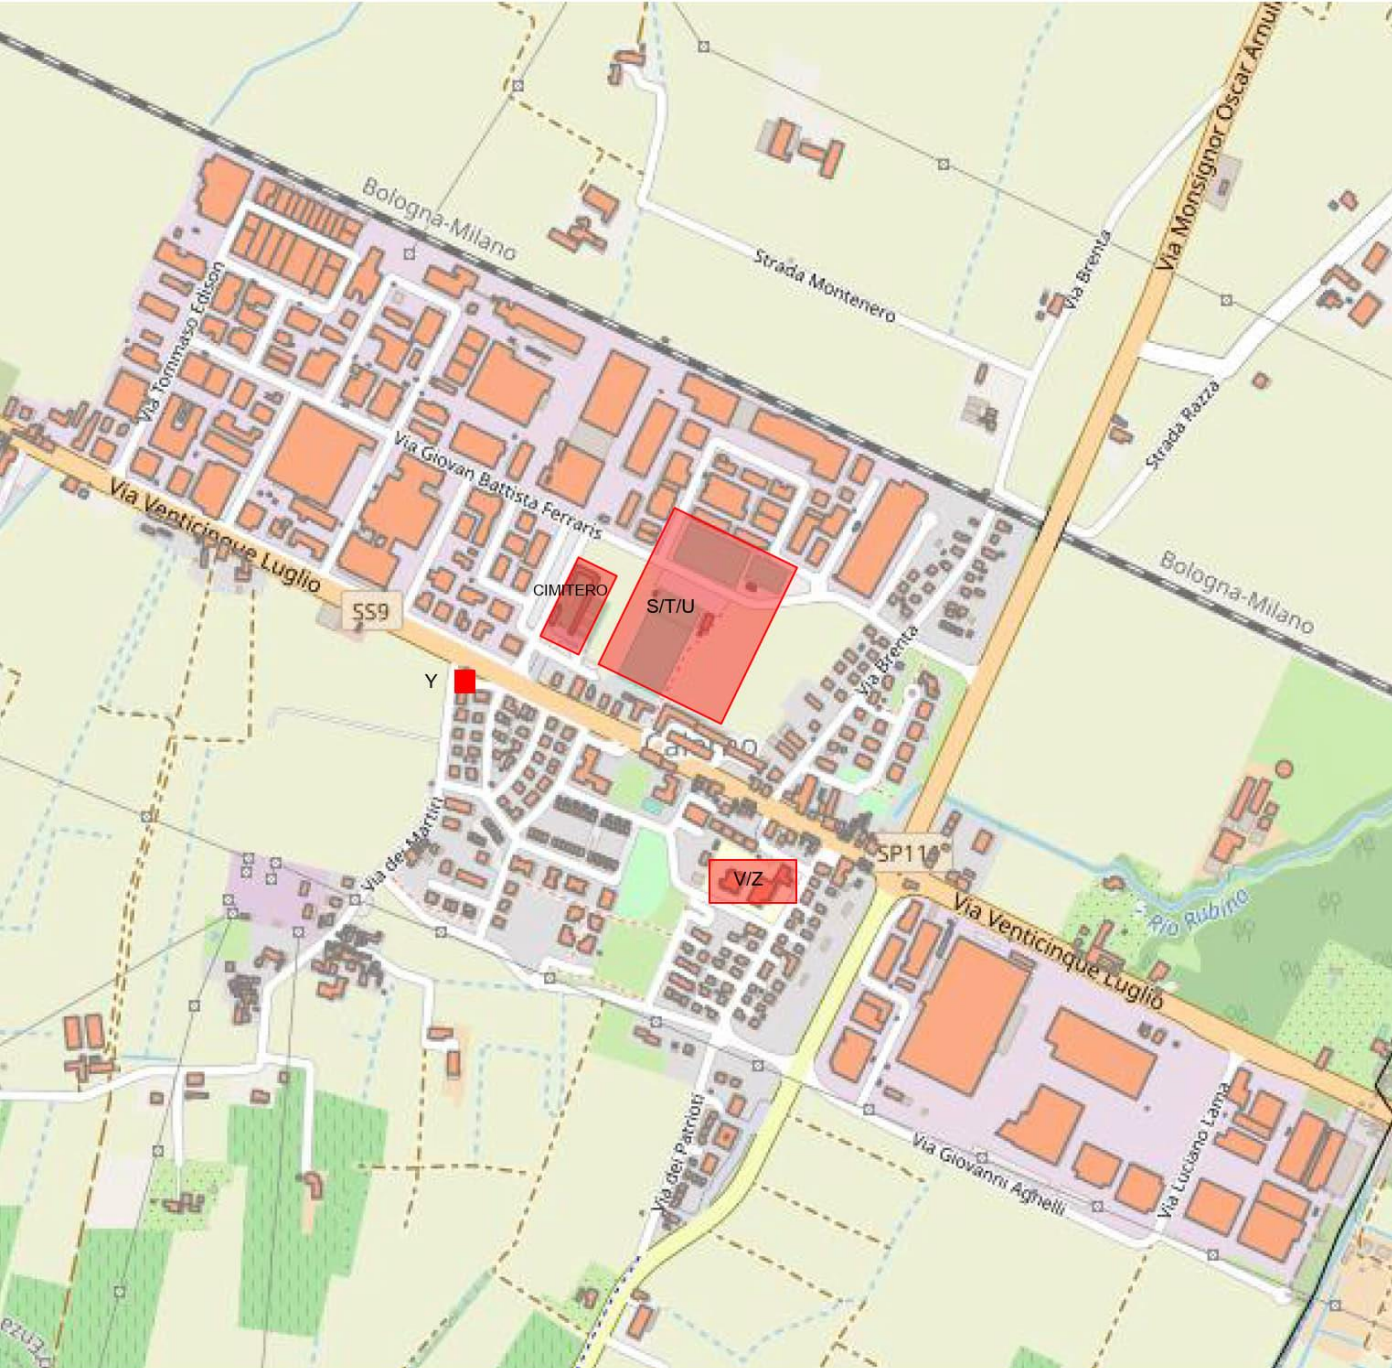 Via Monsignor Oscar Arnul
Bologna-Milano
Via Brenta
Strada Montenero
Via Tommaso Edison
Strada Razza
Via Giovan Battista Ferraris
Via Venticinque Luglio
Bologna-Milano
CIMITERO
S/T/U
SS9
Via Brenta
Y
V/Z
Via dei Martiri
Rio Rubino
Via Venticinque Luglio
Via Luciano Lama
Via dei Patrioti
Via Giovanni Aghelli
Enza